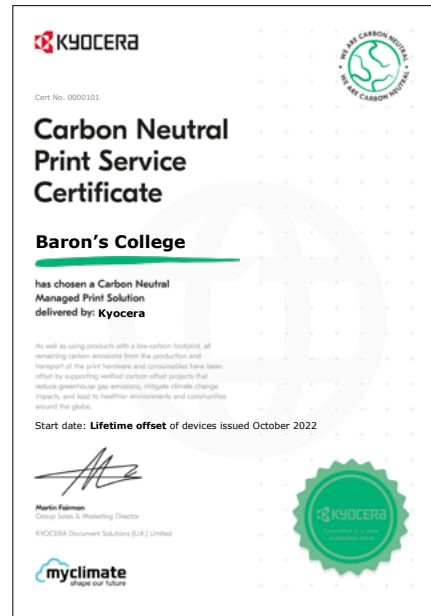 KYOCERA
WE ARE CARBON NEUTRAL • WE ARE CARBON NEUTRAL •
Cert No. 0000101
Carbon Neutral
Print Service
Certificate
Baron's College
has chosen a Carbon Neutral
Managed Print Solution
delivered by: Kyocera
As well as using products with a low carbon footprint, all
remaining carbon emissions from the production and
transport of the print hardware and consumables have been
offset by supporting verified carbon offset projects that
reduce greenhouse gas emissions, mitigate climate change
impacts, and lead to healthier environments and communities
around the globe.
Start date: Lifetime offset of devices issued October 2022
Martin Fairman
Group Sales & Marketing Director
KYOCERA Document Solutions (U.K.) Limited
KYOCERA
Committed to a more
sustainable future
myclimate
shape our future